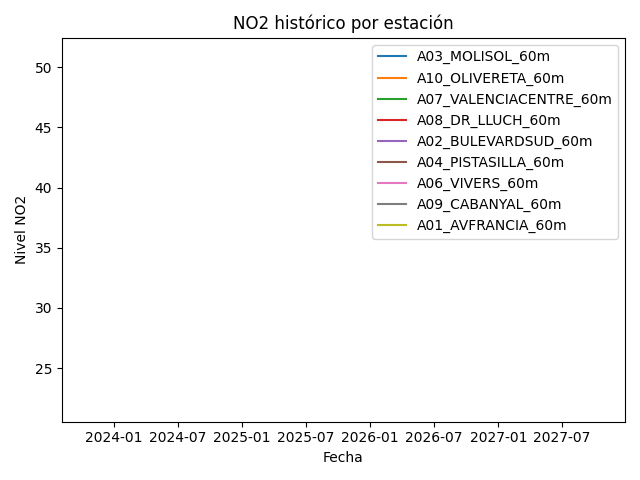 NO2 histórico por estación
A03_MOLISOL_60m
A10_OLIVERETA_60m
A07_VALENCIACENTRE_60m
A08_DR_LLUCH_60m
A02_BULEVARDSUD_60m
A04_PISTASILLA_60m
A06_VIVERS_60m
A09_CABANYAL_60m
A01_AVFRANCIA_60m
Nivel NO2
50
45
40
35
30
25
2024-01 2024-07 2025-01 2025-07 2026-01 2026-07 2027-01 2027-07
Fecha